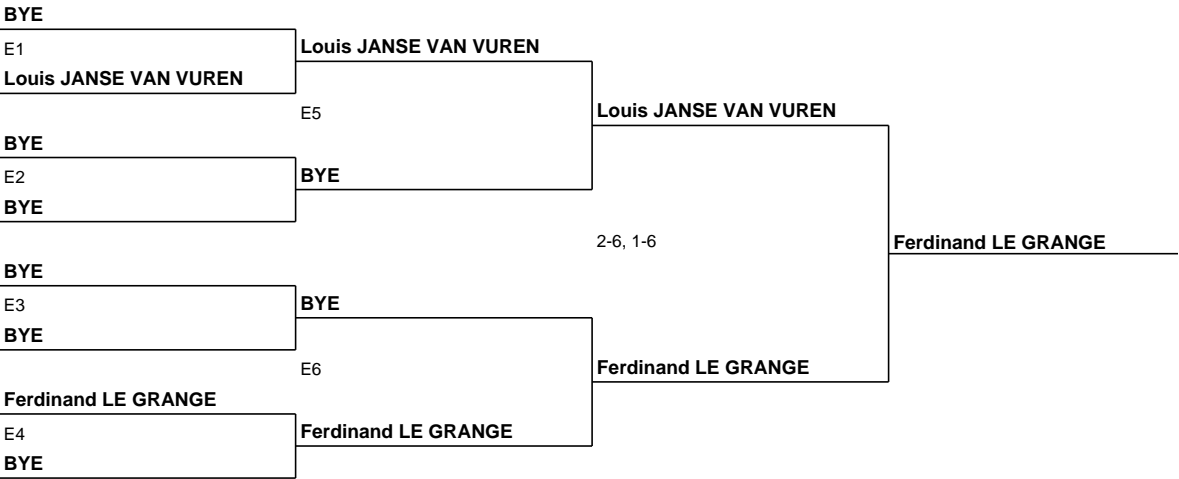 BYE
E1
Louis JANSE VAN VUREN
BYE
E2
BYE
BYE
E3
BYE
Ferdinand LE GRANGE
E4
BYE
Louis JANSE VAN VUREN
E5
BYE
BYE
E6
Ferdinand LE GRANGE
Louis JANSE VAN VUREN
2-6, 1-6
Ferdinand LE GRANGE
Ferdinand LE GRANGE